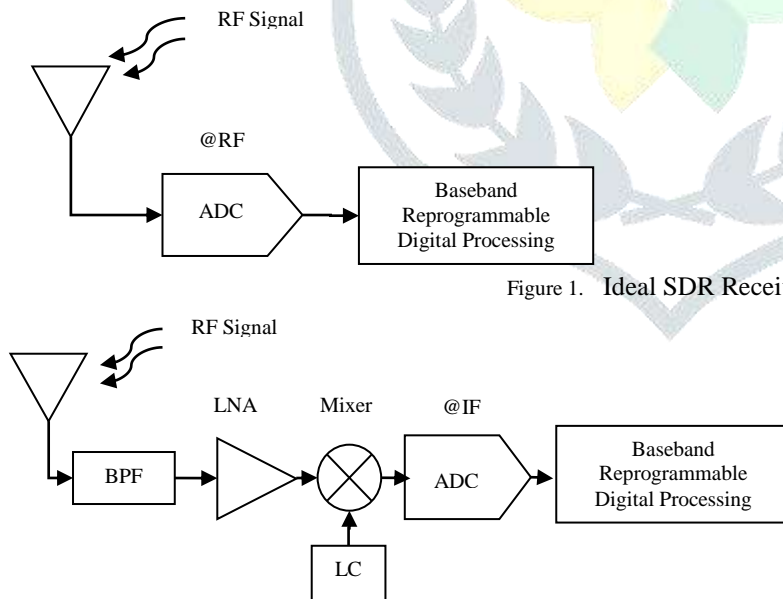 RF Signal
@RF
ADC
Baseband
Reprogrammable
Digital Processing
Figure 1. Ideal SDR Recei
RF Signal
LNA
Mixer
@IF
BPF
ADC
Baseband
Reprogrammable
Digital Processing
LC